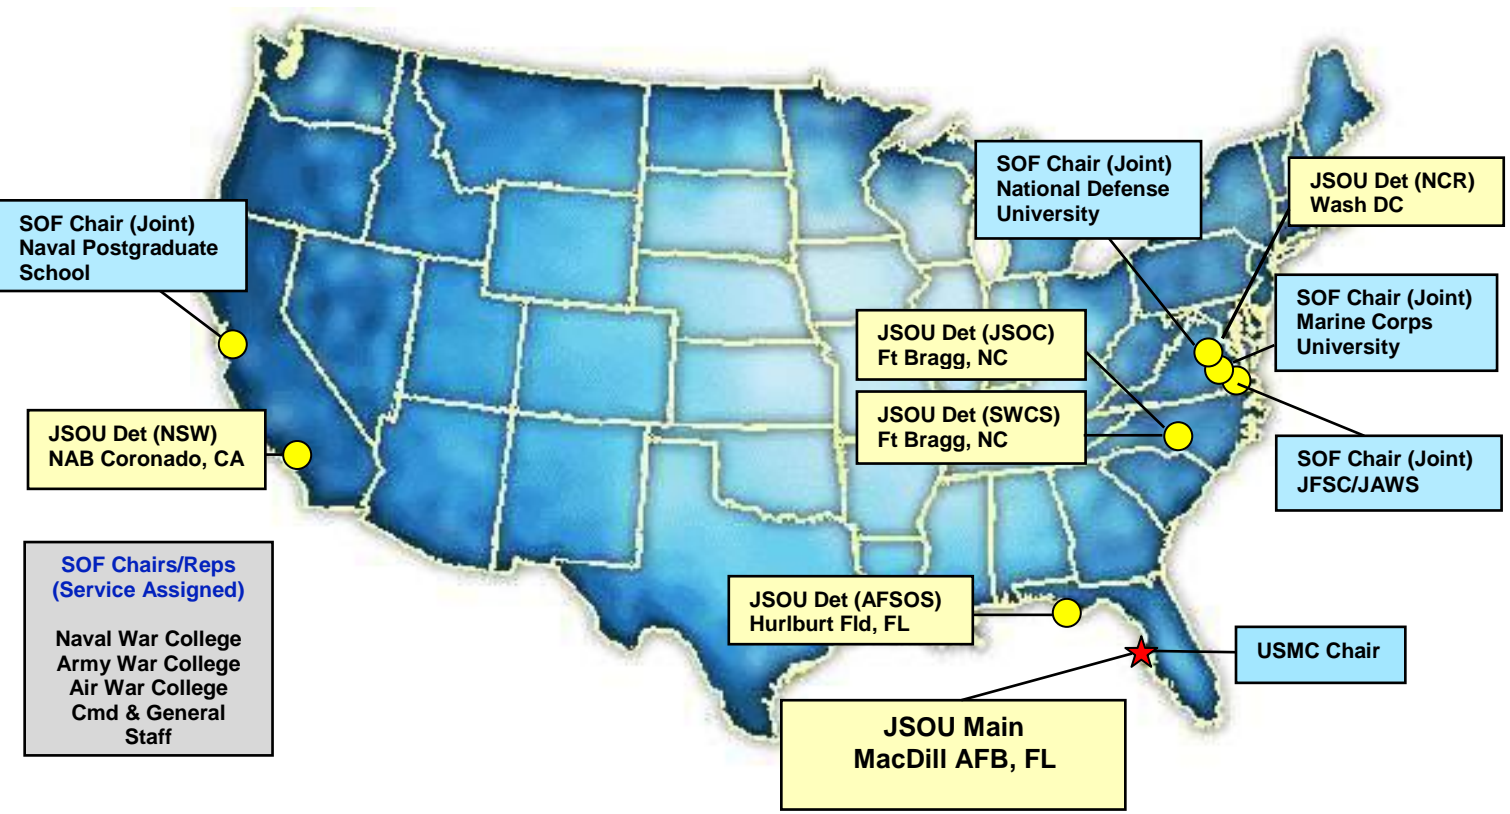 SOF Chair (Joint)
National Defense
University
JSOU Det (NCR)
Wash DC
SOF Chair (Joint)
Naval Postgraduate
School
SOF Chair (Joint)
Marine Corps
University
JSOU Det (JSOC)
Ft Bragg, NC
JSOU Det (SWCS)
Ft Bragg, NC
JSOU Det (NSW)
NAB Coronado, CA
SOF Chair (Joint)
JFSC/JAWS
SOF Chairs/Reps
(Service Assigned)
Naval War College
Army War College
Air War College
Cmd & General
Staff
JSOU Det (AFSOS)
Hurlburt Fld, FL
USMC Chair
JSOU Main
MacDill AFB, FL